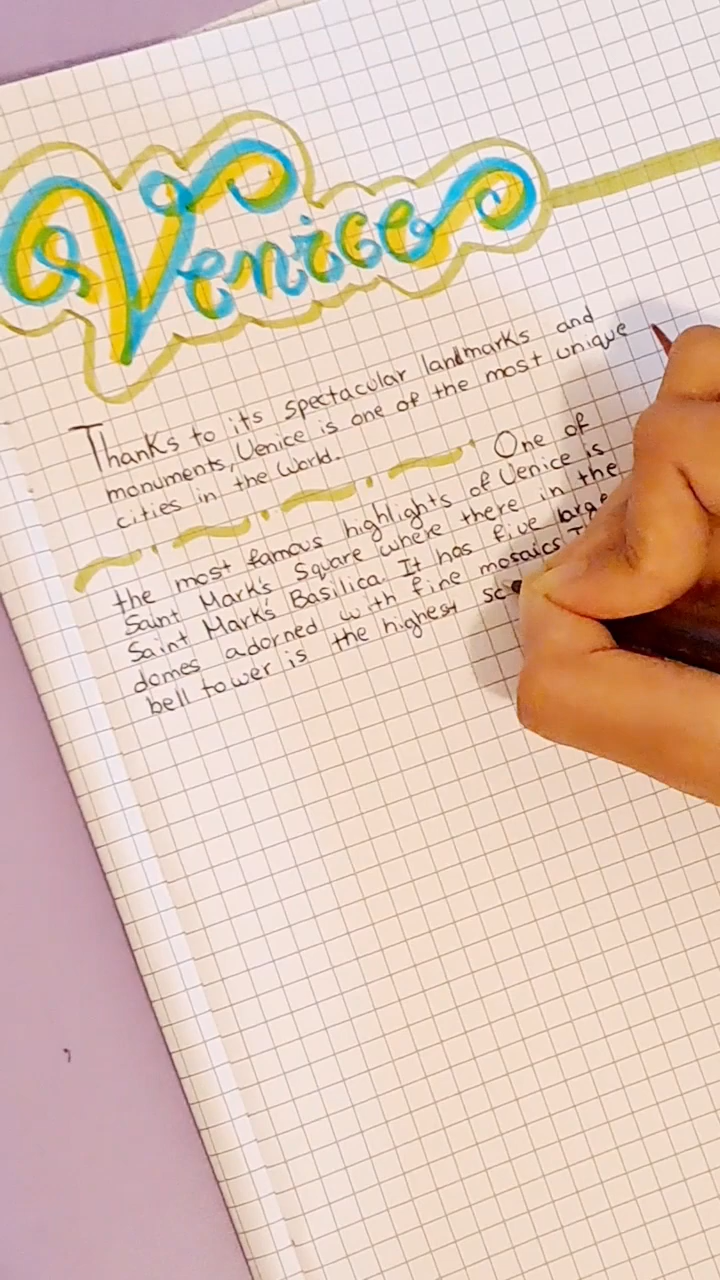 Venice
Thanks to its spectacular landmarks and
monuments, Venice is one of the most unique
cities in the World.
One of
the most famous highlights of Venice is
Saint Mark's Square where there in the
Saint Mark's Basilica. It has five large
domes adorned with fine mosaics.
bell tower is the highest